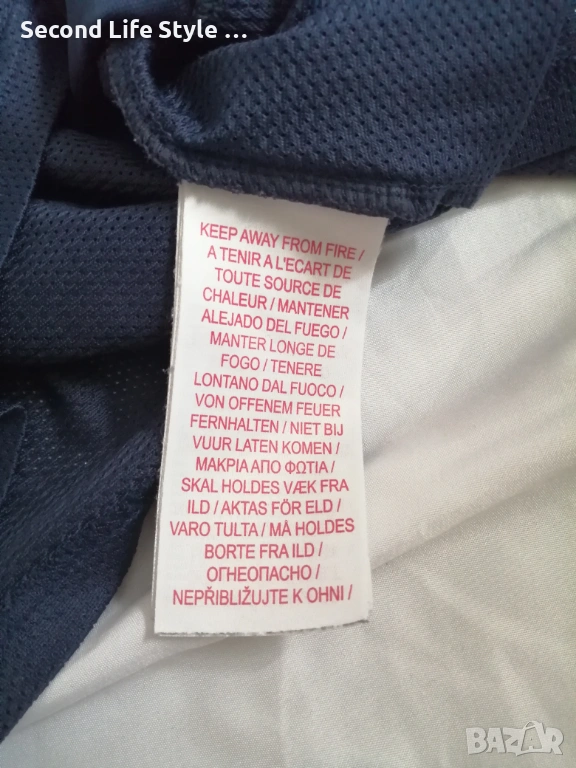 Second Life Style ...
KEEP AWAY FROM FIRE /
A TENIR A L'ECART DE
TOUTE SOURCE DE
CHALEUR / MANTENER
ALEJADO DEL FUEGO /
MANTER LONGE DE
FOGO / TENERE
LONTANO DAL FUOCO /
VON OFFENEM FEUER
FERNHALTEN / NIET BIJ
VUUR LATEN KOMEN /
ΜΑΚΡΙΑ ΑΠΟ ΦΩΤΙΑ /
SKAL HOLDES VÆK FRA
ILD / AKTAS FÖR ELD /
VARO TULTA / MÅ HOLDES
BORTE FRA ILD /
ОГНЕОПАСНО /
NEPŘIBLIŽUJTE K OHNI /
BAZAR